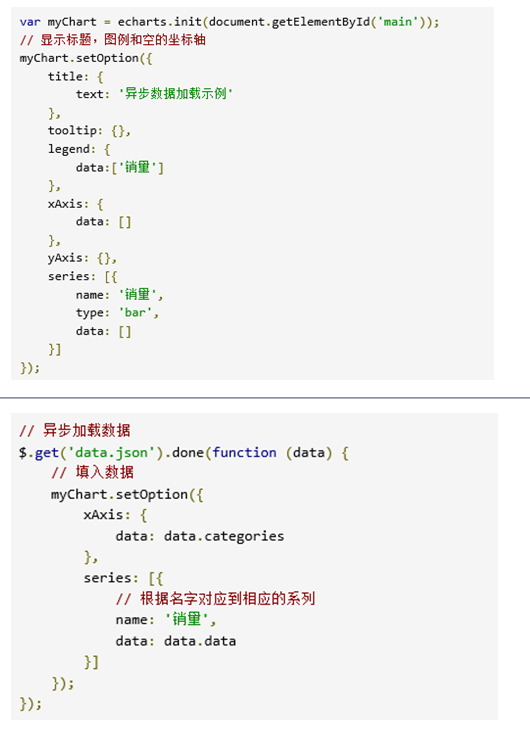 var myChart = echarts.init(document.getElementById('main'));
// 显示标题，图例和空的坐标轴
myChart.setOption({
    title: {
        text: '异步数据加载示例'
    },
    tooltip: {},
    legend: {
        data:['销量']
    },
    xAxis: {
        data: []
    },
    yAxis: {},
    series: [{
        name: '销量',
        type: 'bar',
        data: []
    }]
});
// 异步加载数据
$.get('data.json').done(function (data) {
    // 填入数据
    myChart.setOption({
        xAxis: {
            data: data.categories
        },
        series: [{
            // 根据名字对应到相应的系列
            name: '销量',
            data: data.data
        }]
    });
});